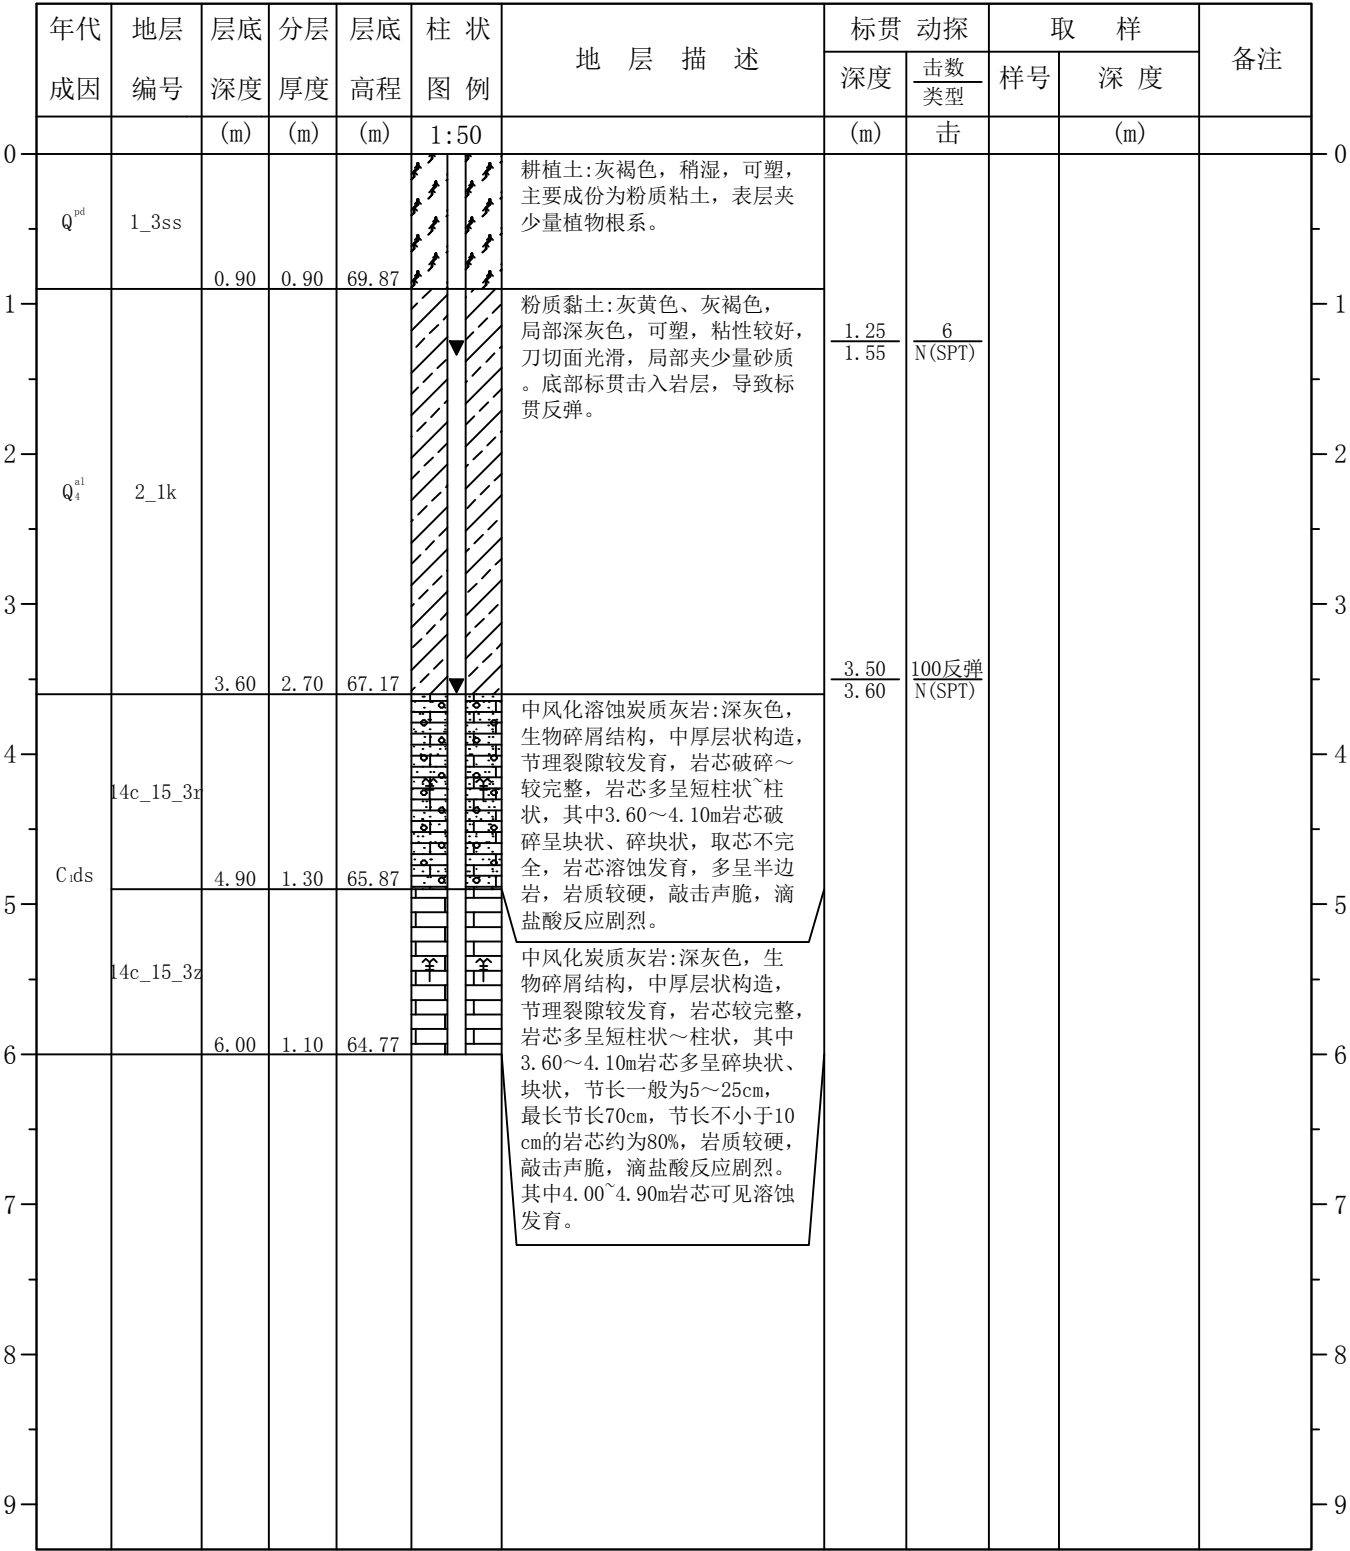 年代 地层 层底 分层 层底 柱 状 地 层 描 述 标贯 动探 取 样 备注
成因 编号 深度 厚度 高程 图 例 深度 击数 样号 深 度
类型
(m) (m) (m) 1:50 (m) 击 (m)
0 0
耕植土:灰褐色，稍湿，可塑，
主要成份为粉质粘土，表层夹
少量植物根系。
Q^pd 1_3ss
0.90 0.90 69.87
1 1
粉质黏土:灰黄色、灰褐色，
局部深灰色，可塑，粘性较好，
刀切面光滑，局部夹少量砂质
。底部标贯击入岩层，导致标
贯反弹。
1.25 6
1.55 N(SPT)
2 2
Q₄^al 2_1k
3 3
3.50 100反弹
3.60 N(SPT)
3.60 2.70 67.17
中风化溶蚀炭质灰岩:深灰色，
生物碎屑结构，中厚层状构造，
节理裂隙较发育，岩芯破碎～
较完整，岩芯多呈短柱状~柱
状，其中3.60～4.10m岩芯破
碎呈块状、碎块状，取芯不完
全，岩芯溶蚀发育，多呈半边
岩，岩质较硬，敲击声脆，滴
盐酸反应剧烈。
4 4
14c_15_3r
C₁ds
4.90 1.30 65.87
5 5
中风化炭质灰岩:深灰色，生
物碎屑结构，中厚层状构造，
节理裂隙较发育，岩芯较完整，
岩芯多呈短柱状～柱状，其中
3.60～4.10m岩芯多呈碎块状、
块状，节长一般为5～25cm，
最长节长70cm，节长不小于10
cm的岩芯约为80%，岩质较硬，
敲击声脆，滴盐酸反应剧烈。
其中4.00~4.90m岩芯可见溶蚀
发育。
14c_15_3z
6.00 1.10 64.77
6 6
7 7
8 8
9 9